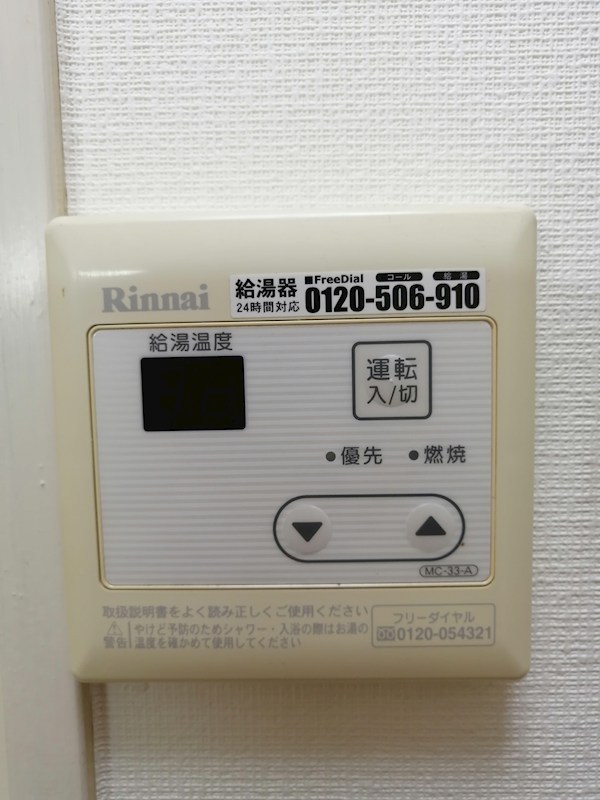 Rinnai
給湯器
24時間対応
■FreeDial コール 給湯
0120-506-910
給湯温度
運転
入/切
優先 燃焼
▼ ▲
MC-33-A
取扱説明書をよく読み正しくご使用ください
警告
やけど予防のためシャワー・入浴の際はお湯の
温度を確かめて使用してください
フリーダイヤル
0120-054321